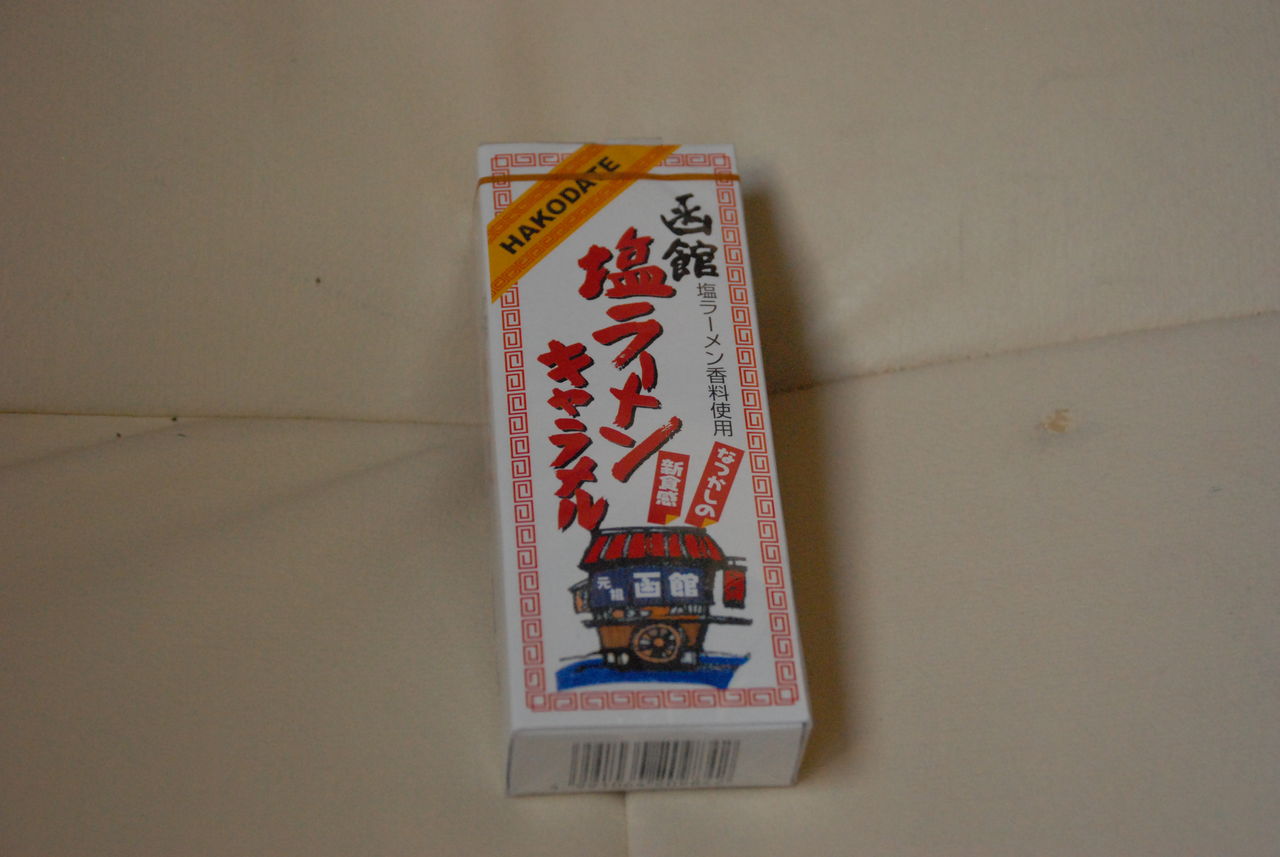 HAKODATE
函館
塩ラーメン香料使用
塩ラーメン
キャラメル
なつかしの
新食感
元祖 函館